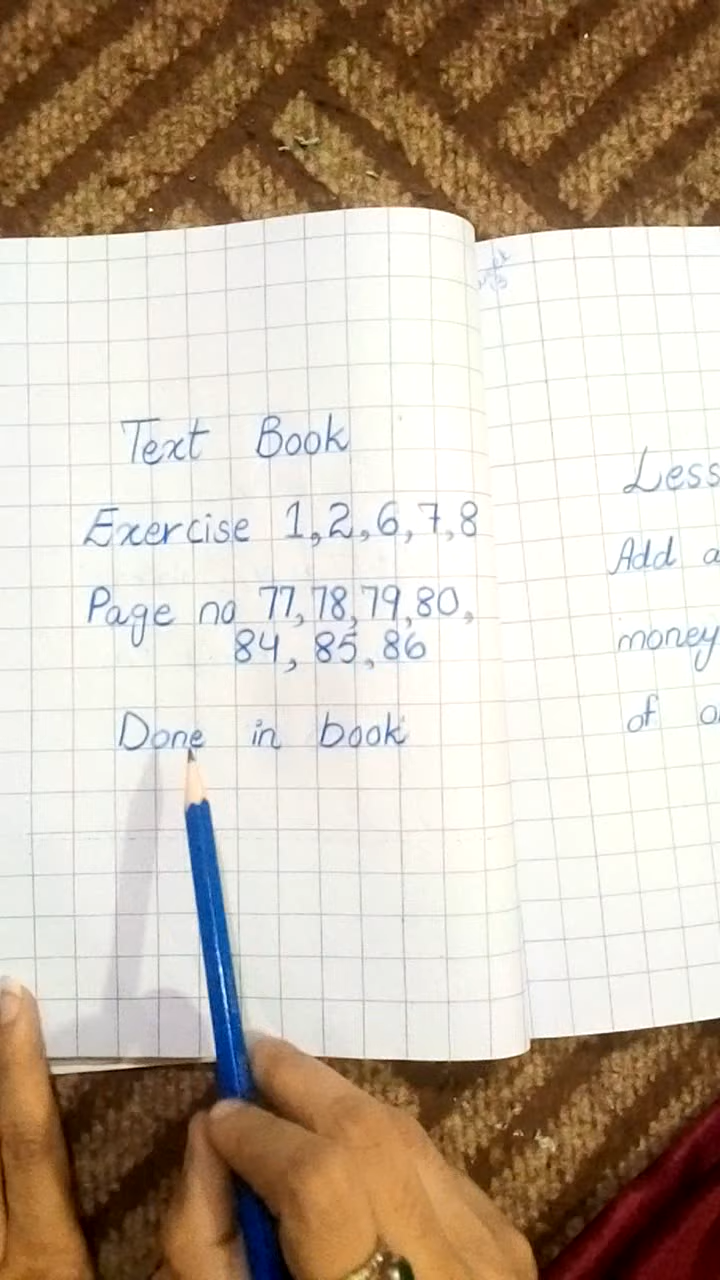 Text Book
Exercise 1,2,6,7,8
Page no 77,78,79,80,
84, 85, 86
Done in book
Less
Add a
money
of o